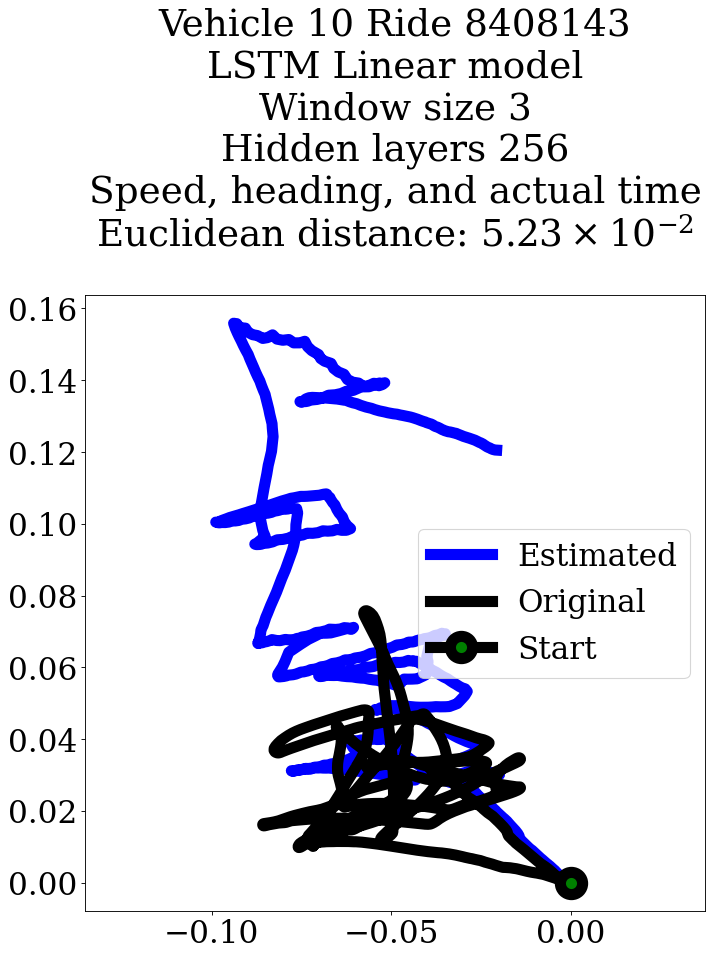 Vehicle 10 Ride 8408143
LSTM Linear model
Window size 3
Hidden layers 256
Speed, heading, and actual time
Euclidean distance: 5.23 × 10⁻²
0.16
0.14
0.12
0.10
0.08
0.06
0.04
0.02
0.00
Estimated
Original
Start
−0.10 −0.05 0.00